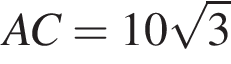 AC = 10√3